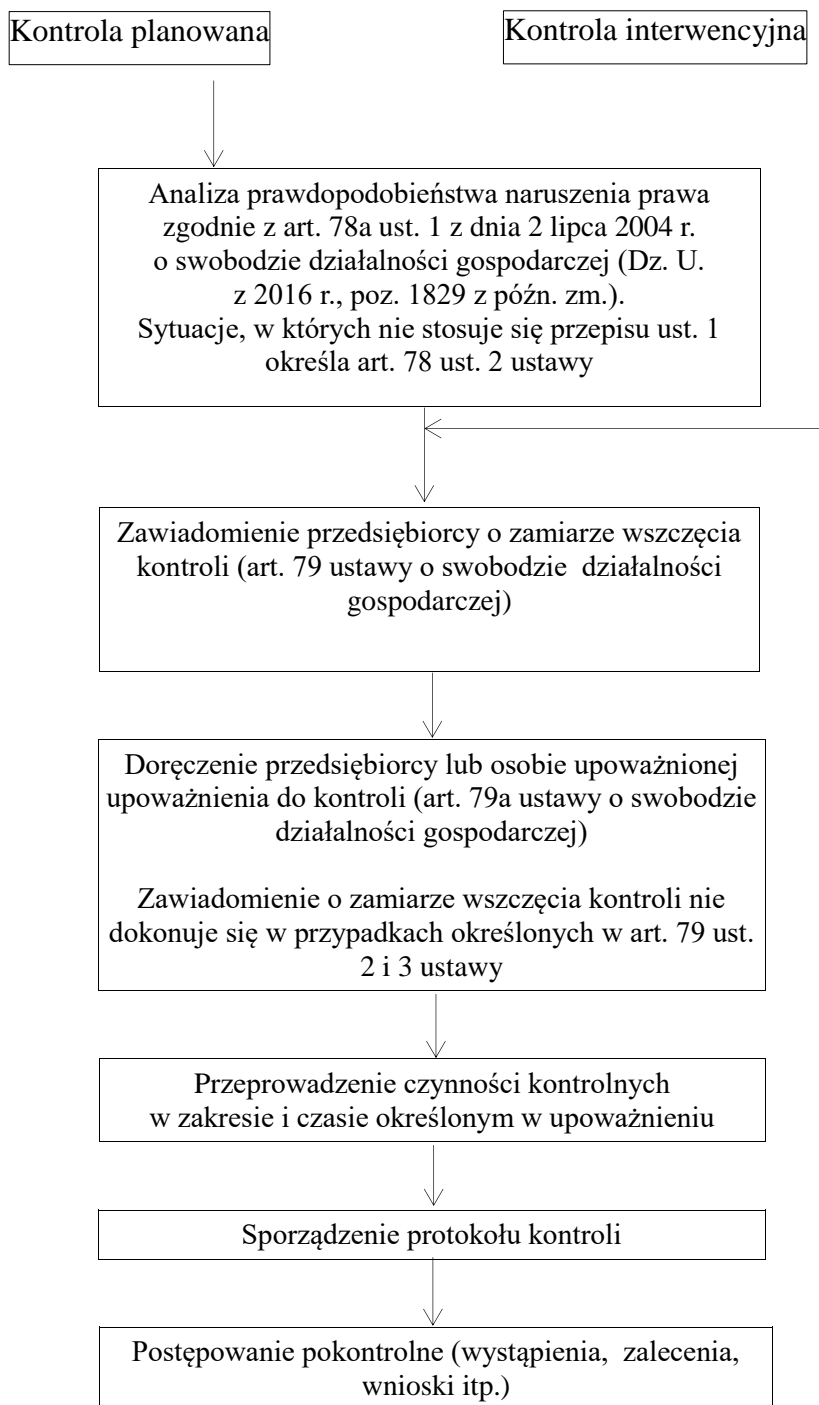 Kontrola planowana
Kontrola interwencyjna
Analiza prawdopodobieństwa naruszenia prawa
zgodnie z art. 78a ust. 1 z dnia 2 lipca 2004 r.
o swobodzie działalności gospodarczej (Dz. U.
z 2016 r., poz. 1829 z późn. zm.).
Sytuacje, w których nie stosuje się przepisu ust. 1
określa art. 78 ust. 2 ustawy
Zawiadomienie przedsiębiorcy o zamiarze wszczęcia
kontroli (art. 79 ustawy o swobodzie działalności
gospodarczej)
Doręczenie przedsiębiorcy lub osobie upoważnionej
upoważnienia do kontroli (art. 79a ustawy o swobodzie
działalności gospodarczej)
Zawiadomienie o zamiarze wszczęcia kontroli nie
dokonuje się w przypadkach określonych w art. 79 ust.
2 i 3 ustawy
Przeprowadzenie czynności kontrolnych
w zakresie i czasie określonym w upoważnieniu
Sporządzenie protokołu kontroli
Postępowanie pokontrolne (wystąpienia, zalecenia,
wnioski itp.)